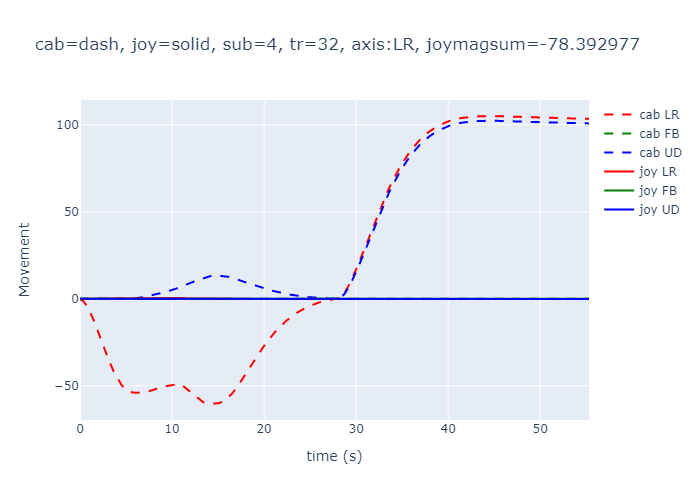 cab=dash, joy=solid, sub=4, tr=32, axis:LR, joymagsum=-78.392977
Movement
100
50
0
−50
0 10 20 30 40 50
time (s)
cab LR
cab FB
cab UD
joy LR
joy FB
joy UD